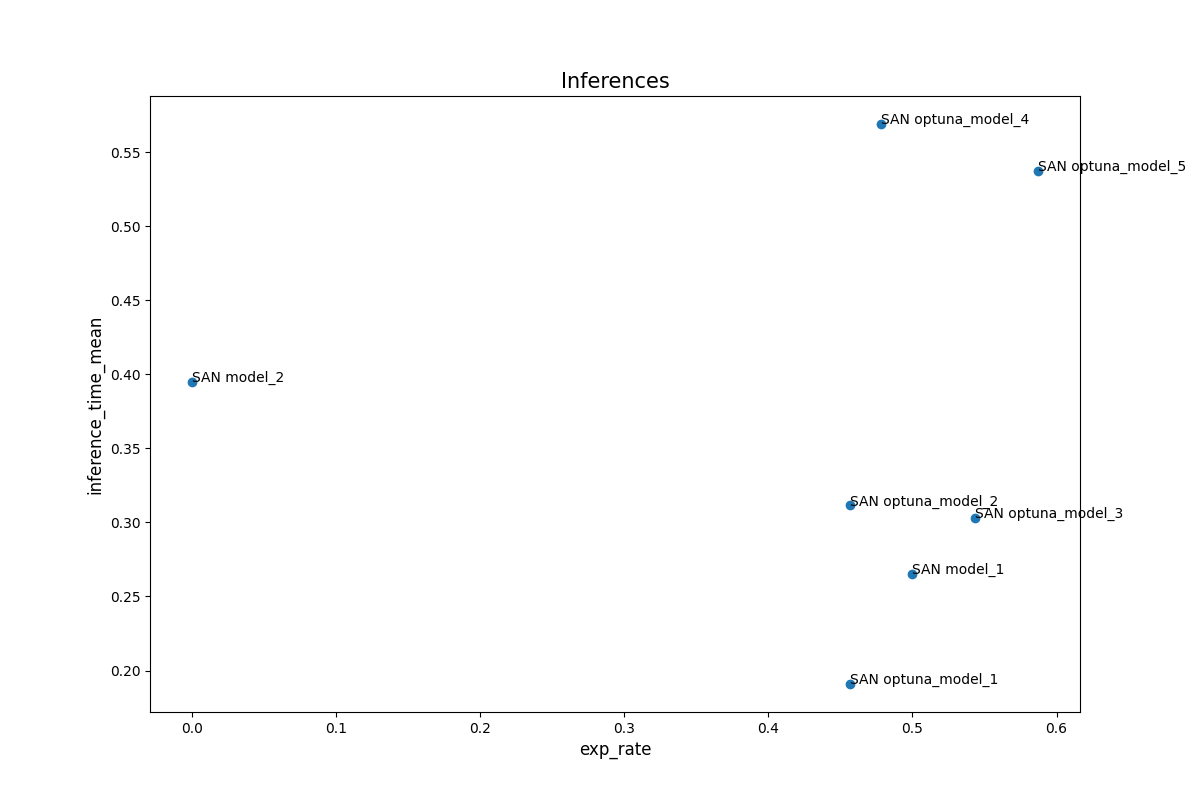 Inferences
SAN optuna_model_4
0.55
SAN optuna_model_5
0.50
0.45
0.40
SAN model_2
0.35
SAN optuna_model_2
0.30
SAN optuna_model_3
SAN model_1
0.25
SAN optuna_model_1
0.20
inference_time_mean
0.0 0.1 0.2 0.3 0.4 0.5 0.6
exp_rate